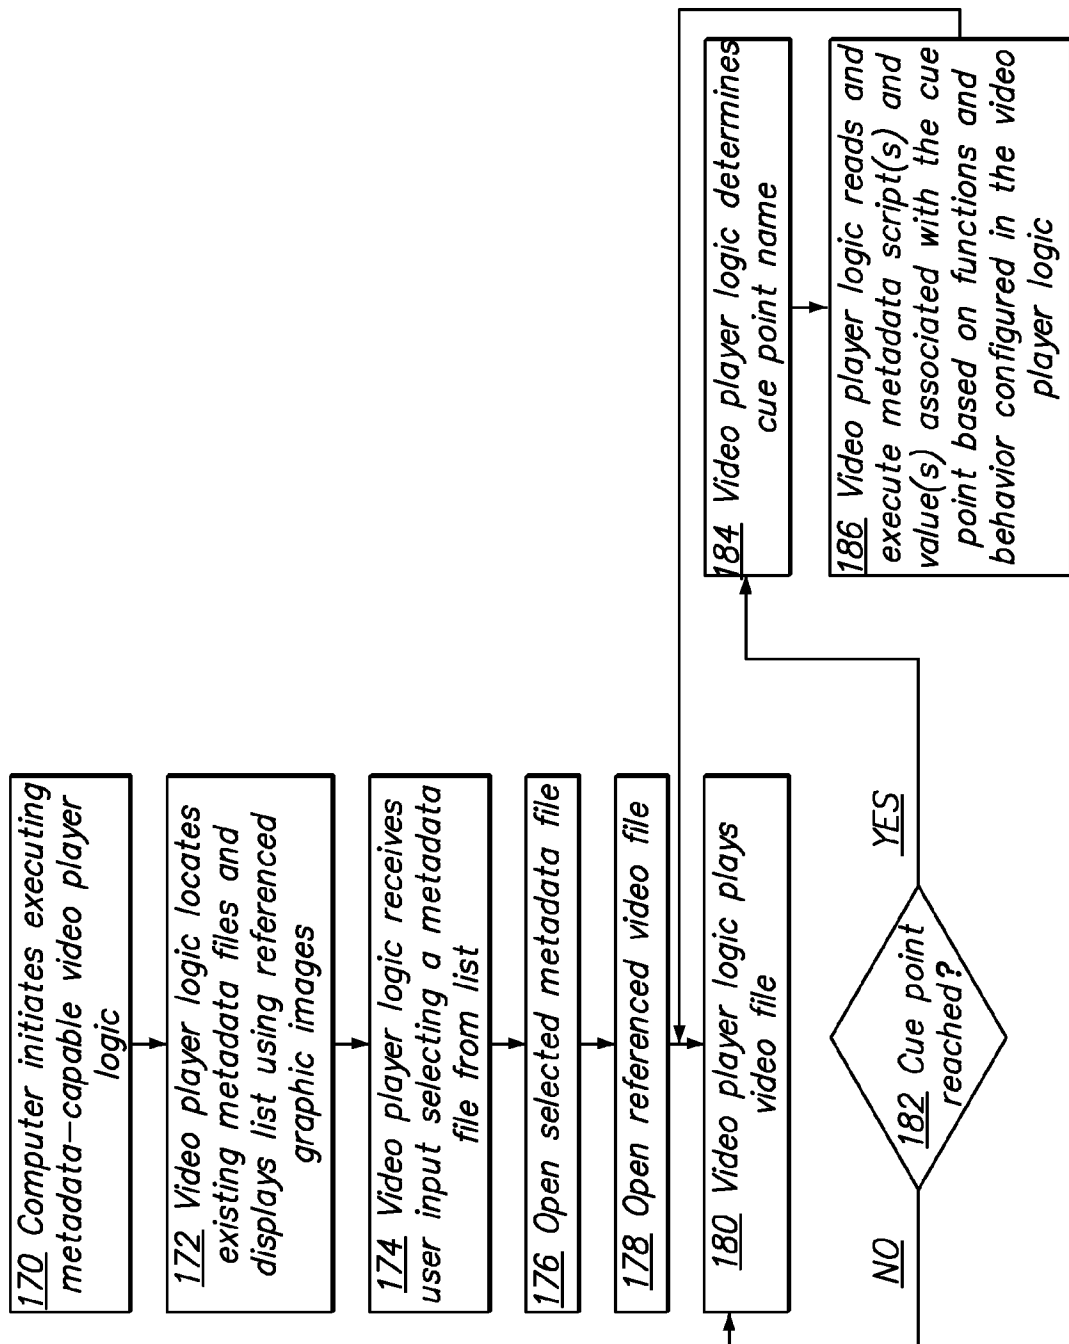 170 Computer initiates executing
metadata-capable video player
logic
172 Video player logic locates
existing metadata files and
displays list using referenced
graphic images
174 Video player logic receives
user input selecting a metadata
file from list
176 Open selected metadata file
178 Open referenced video file
180 Video player logic plays
video file
182 Cue point
reached?
NO
YES
184 Video player logic determines
cue point name
186 Video player logic reads and
execute metadata script(s) and
value(s) associated with the cue
point based on functions and
behavior configured in the video
player logic